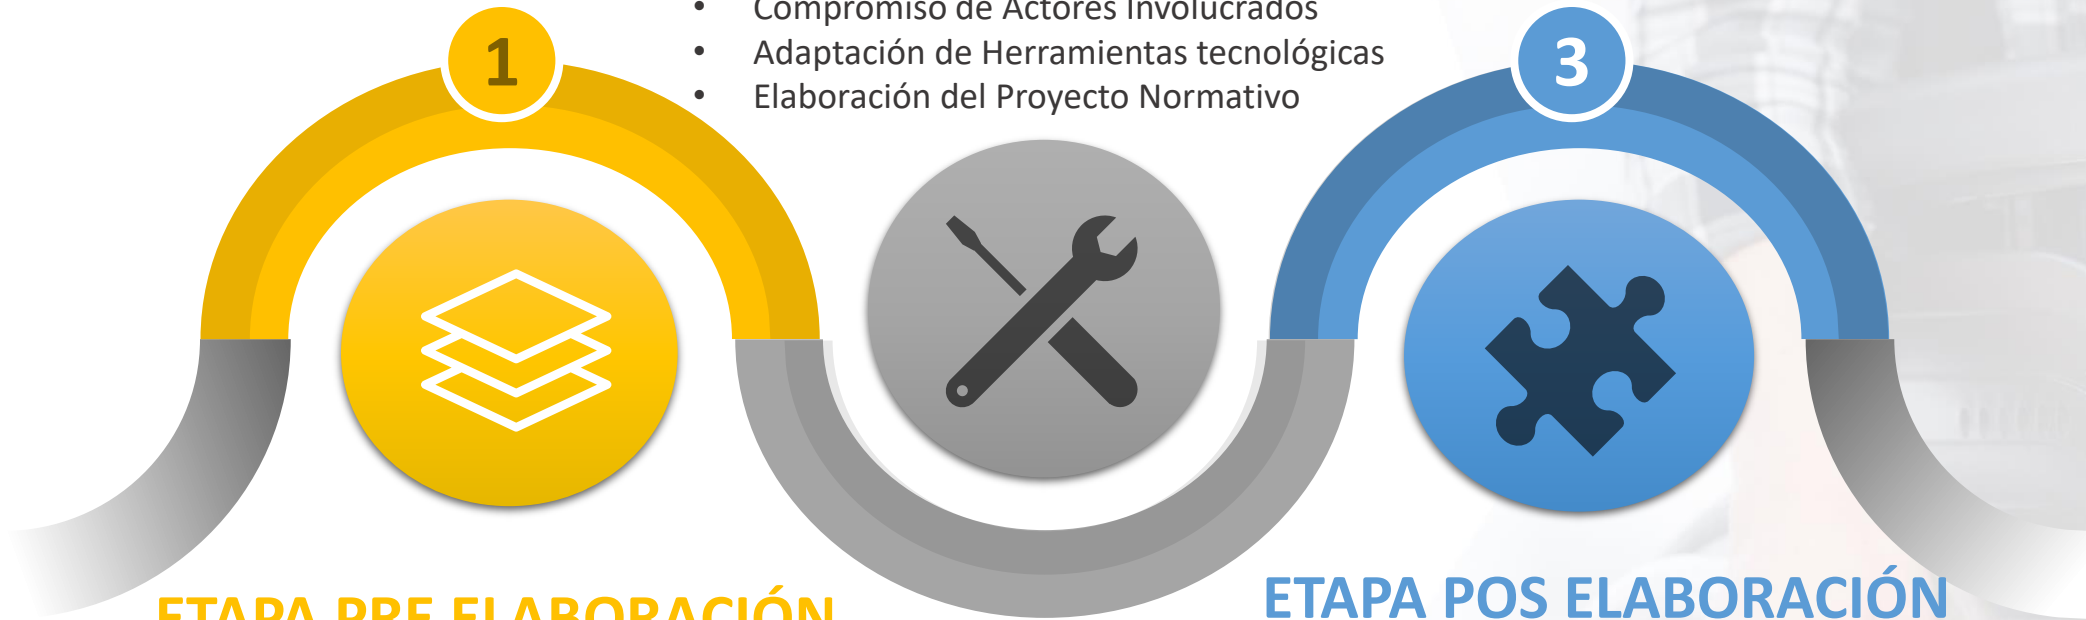 • Compromiso de Actores Involucrados
• Adaptación de Herramientas tecnológicas
• Elaboración del Proyecto Normativo
1
3
ETAPA PRE ELABORACIÓN
ETAPA POS ELABORACIÓN